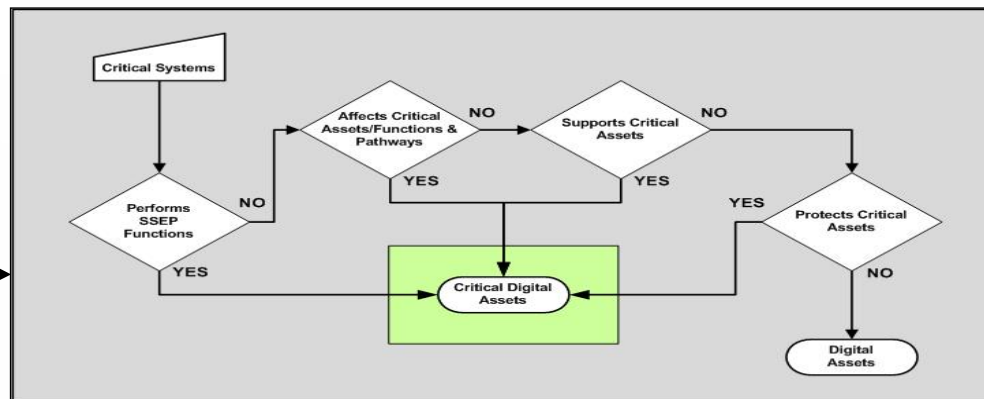 Critical Systems
Affects Critical
Assets/Functions &
Pathways
NO
Supports Critical
Assets
NO
YES
YES
Performs
SSEP
Functions
NO
YES
YES
Protects Critical
Assets
NO
Critical Digital
Assets
Digital
Assets